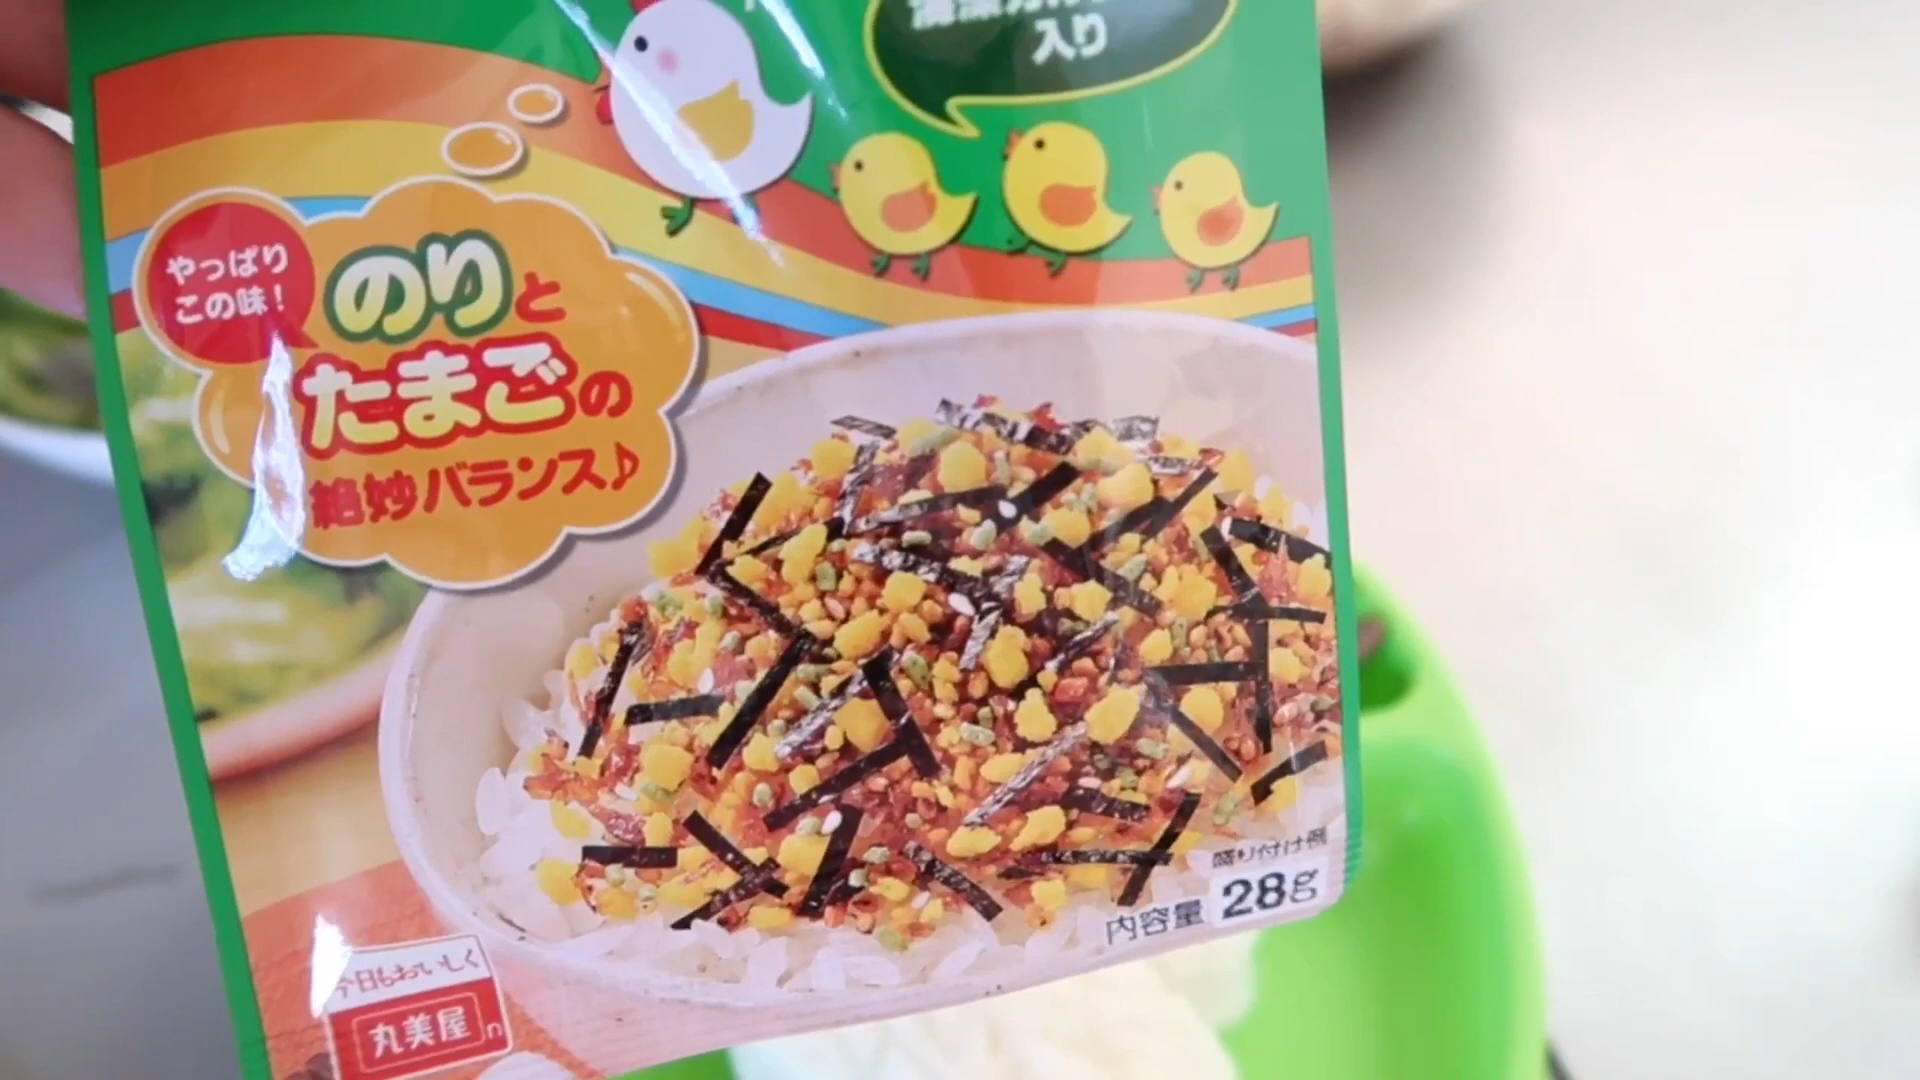 入り
やっぱり
この味！
のりと
たまごの
絶妙バランス♪
盛り付け例
内容量 28g
今日もおいしく
丸美屋